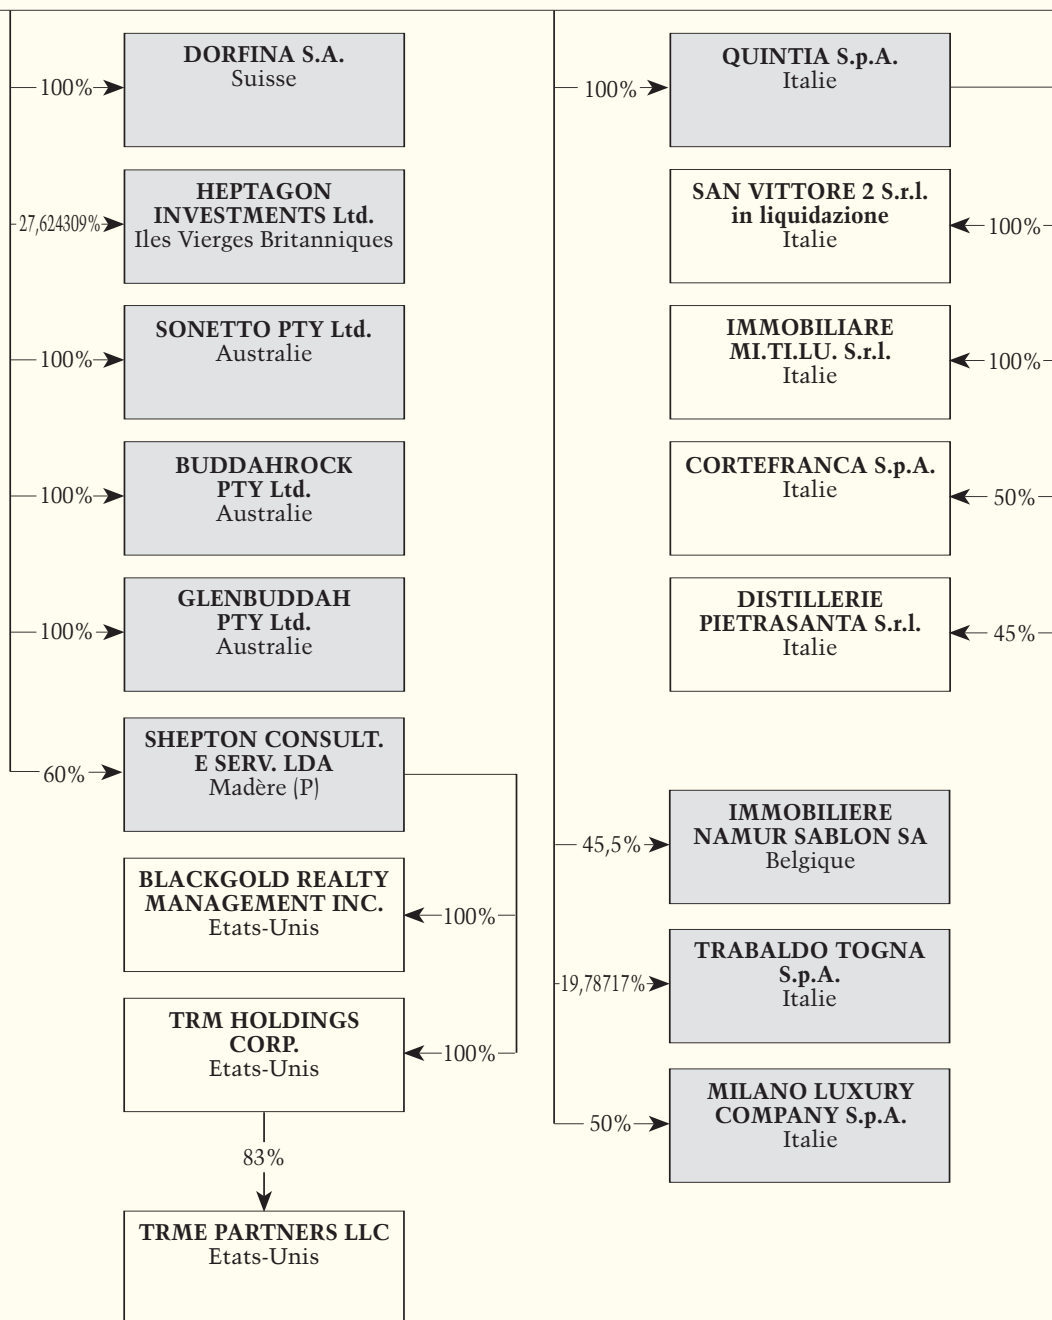 100%
DORFINA S.A.
Suisse
27,624309%
HEPTAGON
INVESTMENTS Ltd.
Iles Vierges Britanniques
100%
SONETTO PTY Ltd.
Australie
100%
BUDDAHROCK
PTY Ltd.
Australie
100%
GLENBUDDAH
PTY Ltd.
Australie
60%
SHEPTON CONSULT.
E SERV. LDA
Madère (P)
BLACKGOLD REALTY
MANAGEMENT INC.
Etats-Unis
100%
TRM HOLDINGS
CORP.
Etats-Unis
100%
83%
TRME PARTNERS LLC
Etats-Unis
100%
QUINTIA S.p.A.
Italie
SAN VITTORE 2 S.r.l.
in liquidazione
Italie
100%
IMMOBILIARE
MI.TI.LU. S.r.l.
Italie
100%
CORTEFRANCA S.p.A.
Italie
50%
DISTILLERIE
PIETRASANTA S.r.l.
Italie
45%
45,5%
IMMOBILIERE
NAMUR SABLON SA
Belgique
19,78717%
TRABALDO TOGNA
S.p.A.
Italie
50%
MILANO LUXURY
COMPANY S.p.A.
Italie